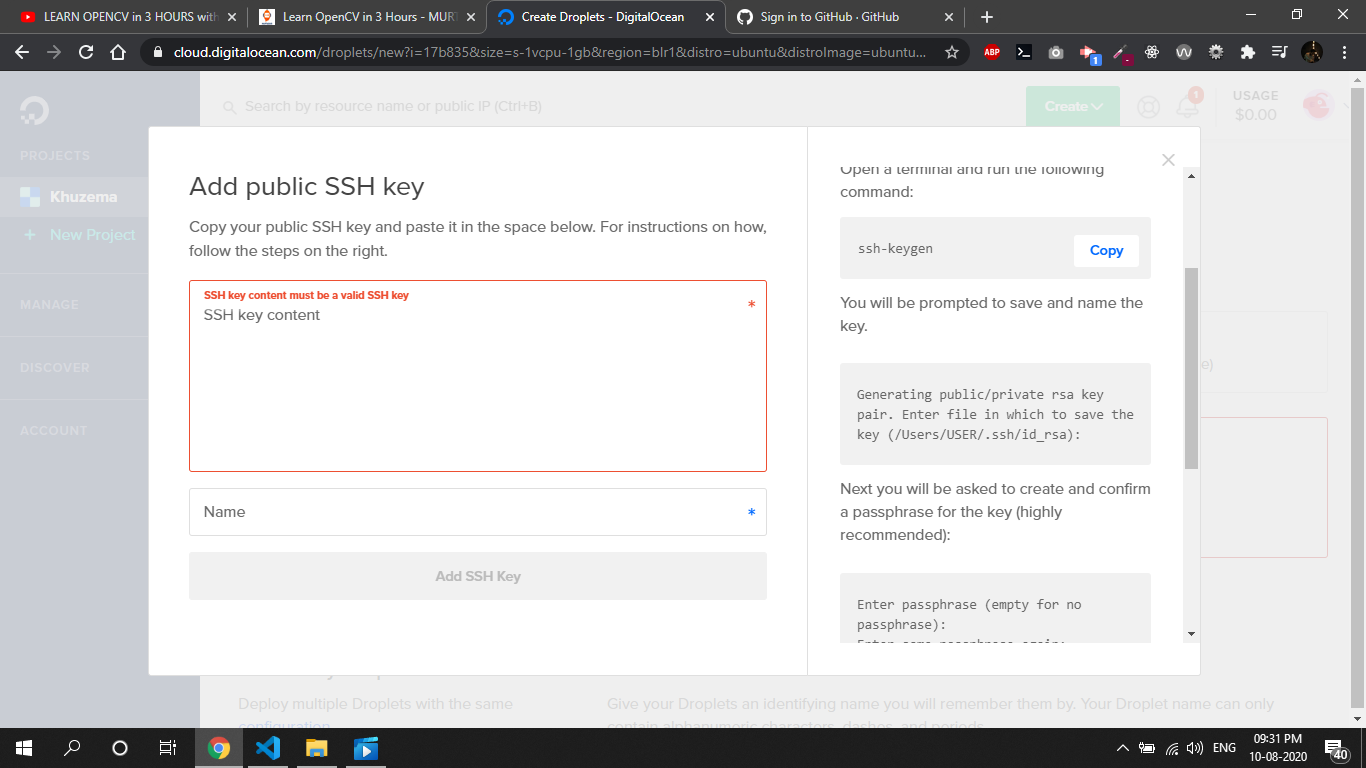 LEARN OPENCV in 3 HOURS with
Learn OpenCV in 3 Hours - MURT
Create Droplets - DigitalOcean
Sign in to GitHub · GitHub
cloud.digitalocean.com/droplets/new?i=17b835&size=s-1vcpu-1gb&region=blr1&distro=ubuntu&distroImage=ubuntu...
ABP
1
-
Search by resource name or public IP (Ctrl+B)
Create
1
USAGE
$0.00
PROJECTS
Khuzema
+ New Project
MANAGE
DISCOVER
ACCOUNT
Add public SSH key
Copy your public SSH key and paste it in the space below. For instructions on how,
follow the steps on the right.
SSH key content must be a valid SSH key
*
SSH key content
Name *
Add SSH Key
Open a terminal and run the following
command:
ssh-keygen
Copy
You will be prompted to save and name the
key.
Generating public/private rsa key
pair. Enter file in which to save the
key (/Users/USER/.ssh/id_rsa):
Next you will be asked to create and confirm
a passphrase for the key (highly
recommended):
Enter passphrase (empty for no
passphrase):
Enter same passphrase again:
e)
Deploy multiple Droplets with the same
configuration
Give your Droplets an identifying name you will remember them by. Your Droplet name can only
contain alphanumeric characters, dashes, and periods.
ENG
09:31 PM
10-08-2020
40